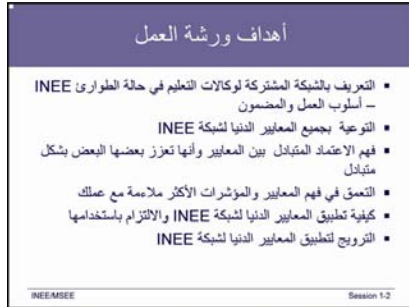 أهداف ورشة العمل
▪ التعريف بالشبكة المشتركة لوكالات التعليم في حالة الطوارئ INEE
– أسلوب العمل والمضمون
▪ التوعية بجميع المعايير الدنيا لشبكة INEE
▪ فهم الاعتماد المتبادل بين المعايير وأنها تعزز بعضها البعض بشكل
متبادل
▪ التعمق في فهم المعايير والمؤشرات الأكثر ملاءمة مع عملك
▪ كيفية تطبيق المعايير الدنيا لشبكة INEE والالتزام باستخدامها
▪ الترويج لتطبيق المعايير الدنيا لشبكة INEE
INEE/MSEE Session 1-2